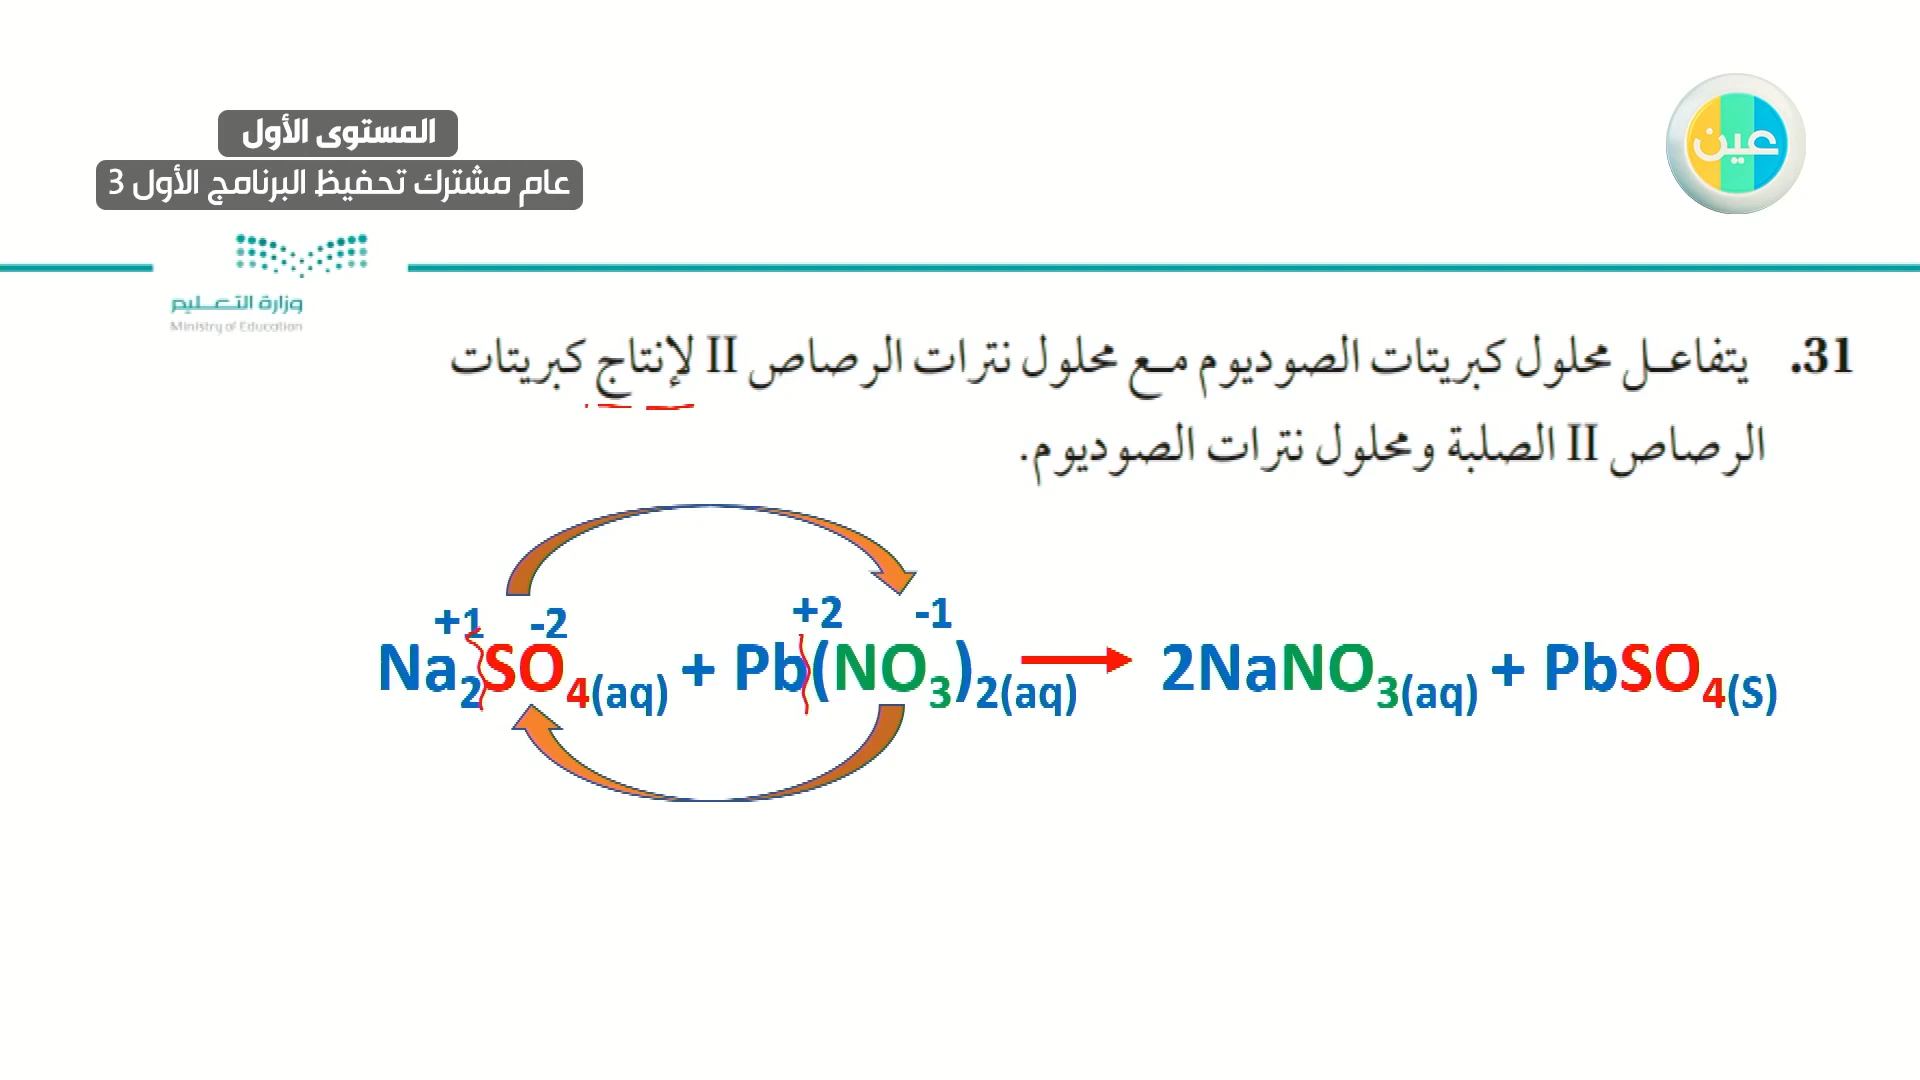 المستوى الأول
عام مشترك تحفيظ البرنامج الأول 3
عين
وزارة التعليم
Ministry of Education
31. يتفاعل محلول كبريتات الصوديوم مع محلول نترات الرصاص II لإنتاج كبريتات
الرصاص II الصلبة ومحلول نترات الصوديوم.
+1 -2 +2 -1
Na₂SO₄(aq) + Pb(NO₃)₂(aq) → 2NaNO₃(aq) + PbSO₄(S)